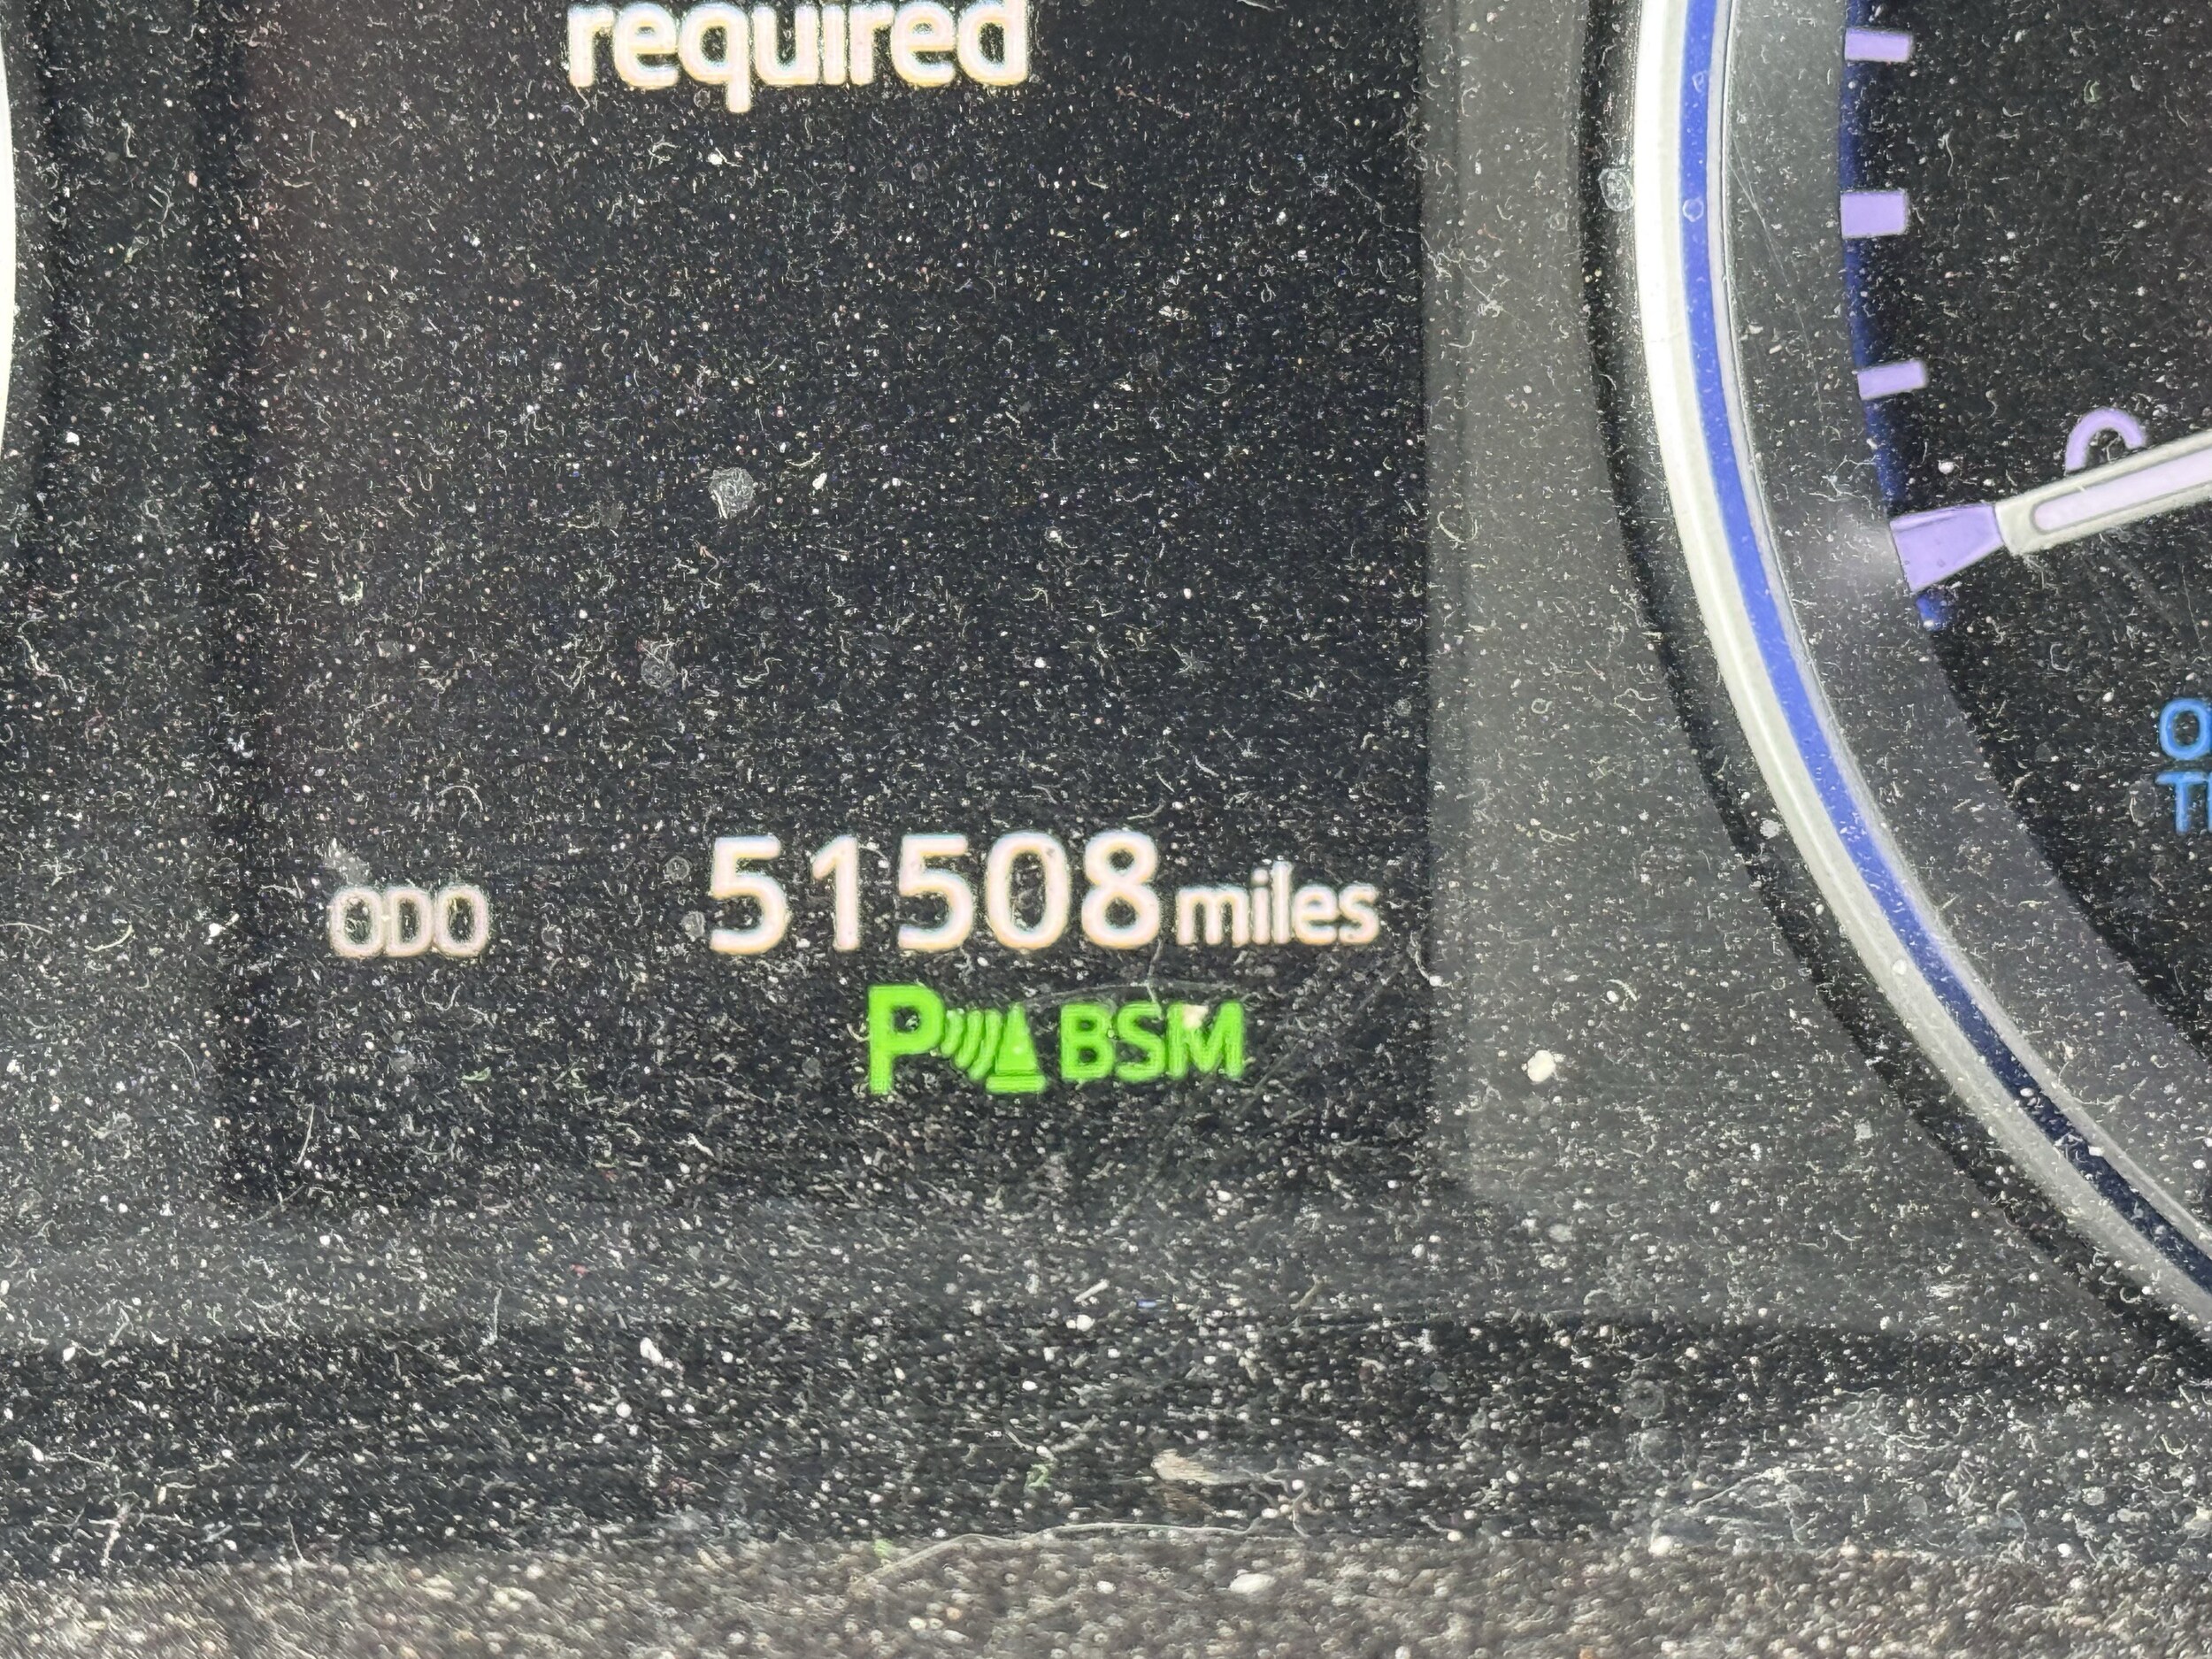 required
ODO 51508 miles
P BSM